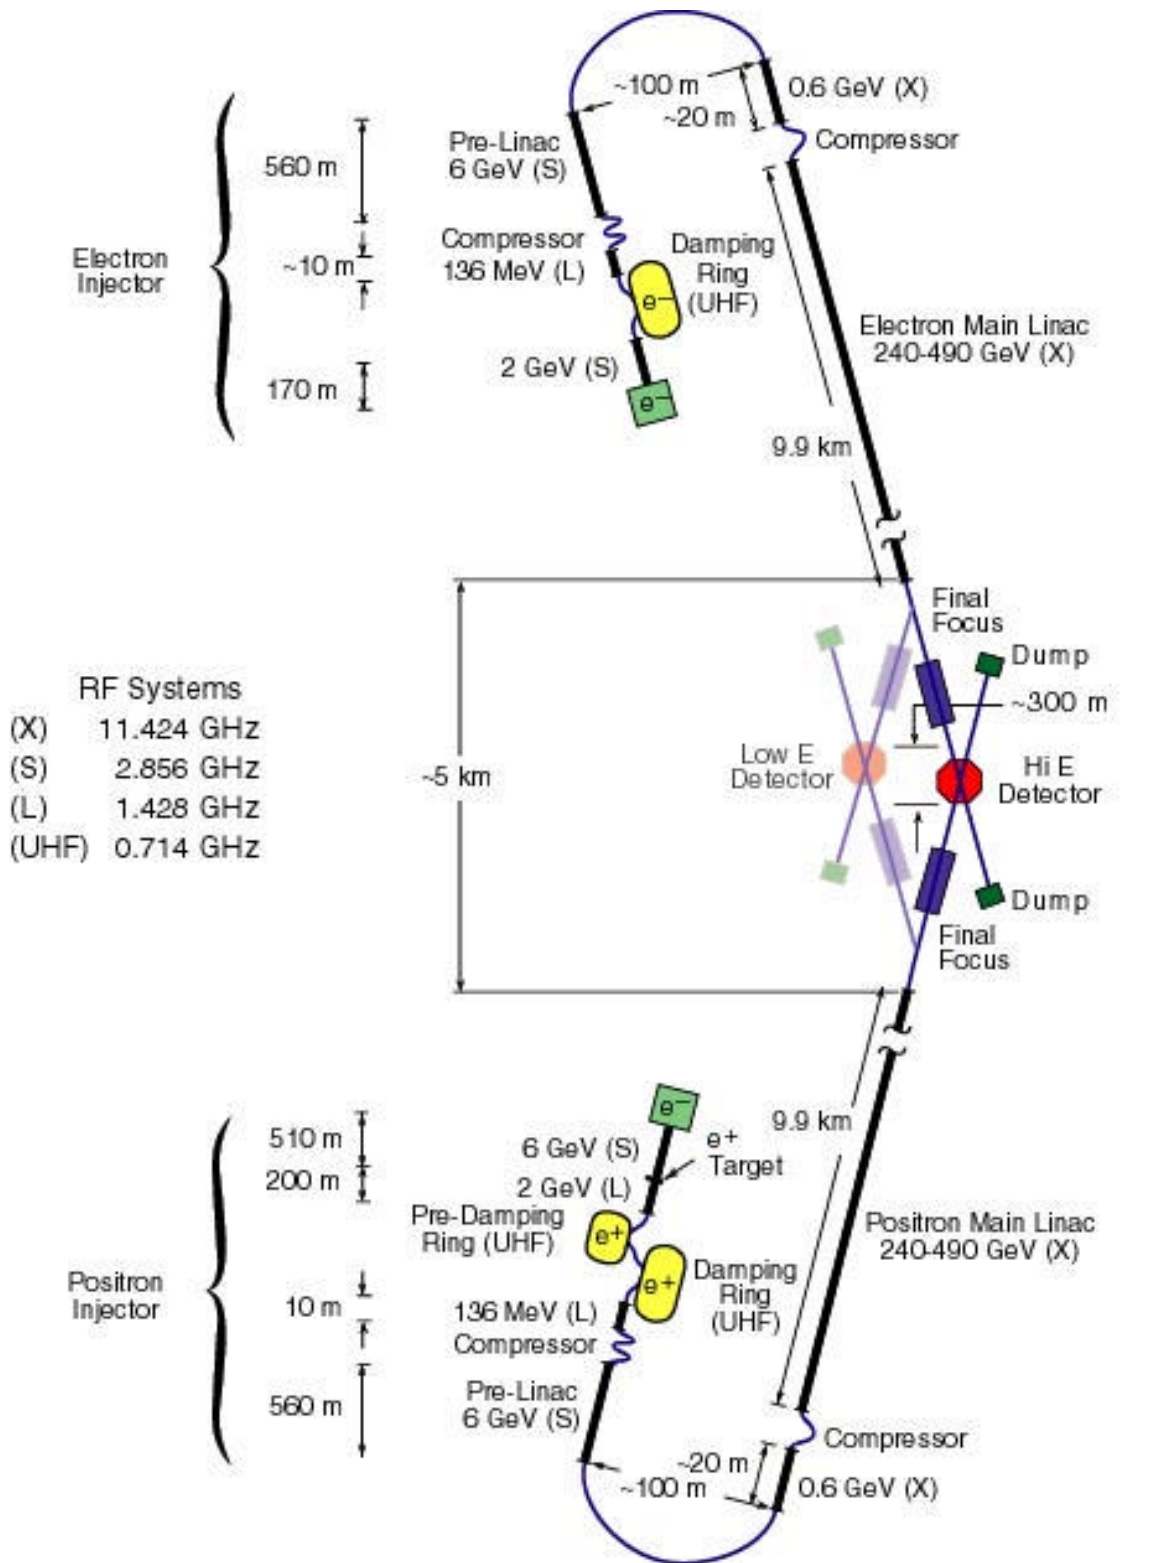 ~100 m
0.6 GeV (X)
~20 m
Compressor
Pre-Linac
6 GeV (S)
560 m
Compressor
136 MeV (L)
Damping
Ring
(UHF)
Electron
Injector
~10 m
e−
Electron Main Linac
240-490 GeV (X)
2 GeV (S)
170 m
e−
9.9 km
Final
Focus
Dump
~300 m
RF Systems
(X) 11.424 GHz
(S) 2.856 GHz
(L) 1.428 GHz
(UHF) 0.714 GHz
~5 km
Low E
Detector
Hi E
Detector
Dump
Final
Focus
e−
510 m
6 GeV (S)
e+
Target
9.9 km
200 m
2 GeV (L)
Pre-Damping
Ring (UHF)
e+
Positron Main Linac
240-490 GeV (X)
Positron
Injector
e+
Damping
Ring
(UHF)
10 m
136 MeV (L)
Compressor
560 m
Pre-Linac
6 GeV (S)
Compressor
~20 m
~100 m
0.6 GeV (X)